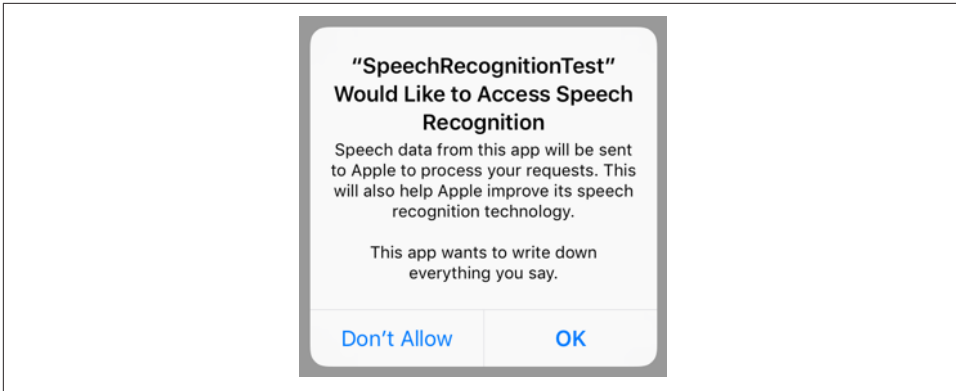 “SpeechRecognitionTest”
Would Like to Access Speech
Recognition
Speech data from this app will be sent
to Apple to process your requests. This
will also help Apple improve its speech
recognition technology.
This app wants to write down
everything you say.
Don’t Allow
OK